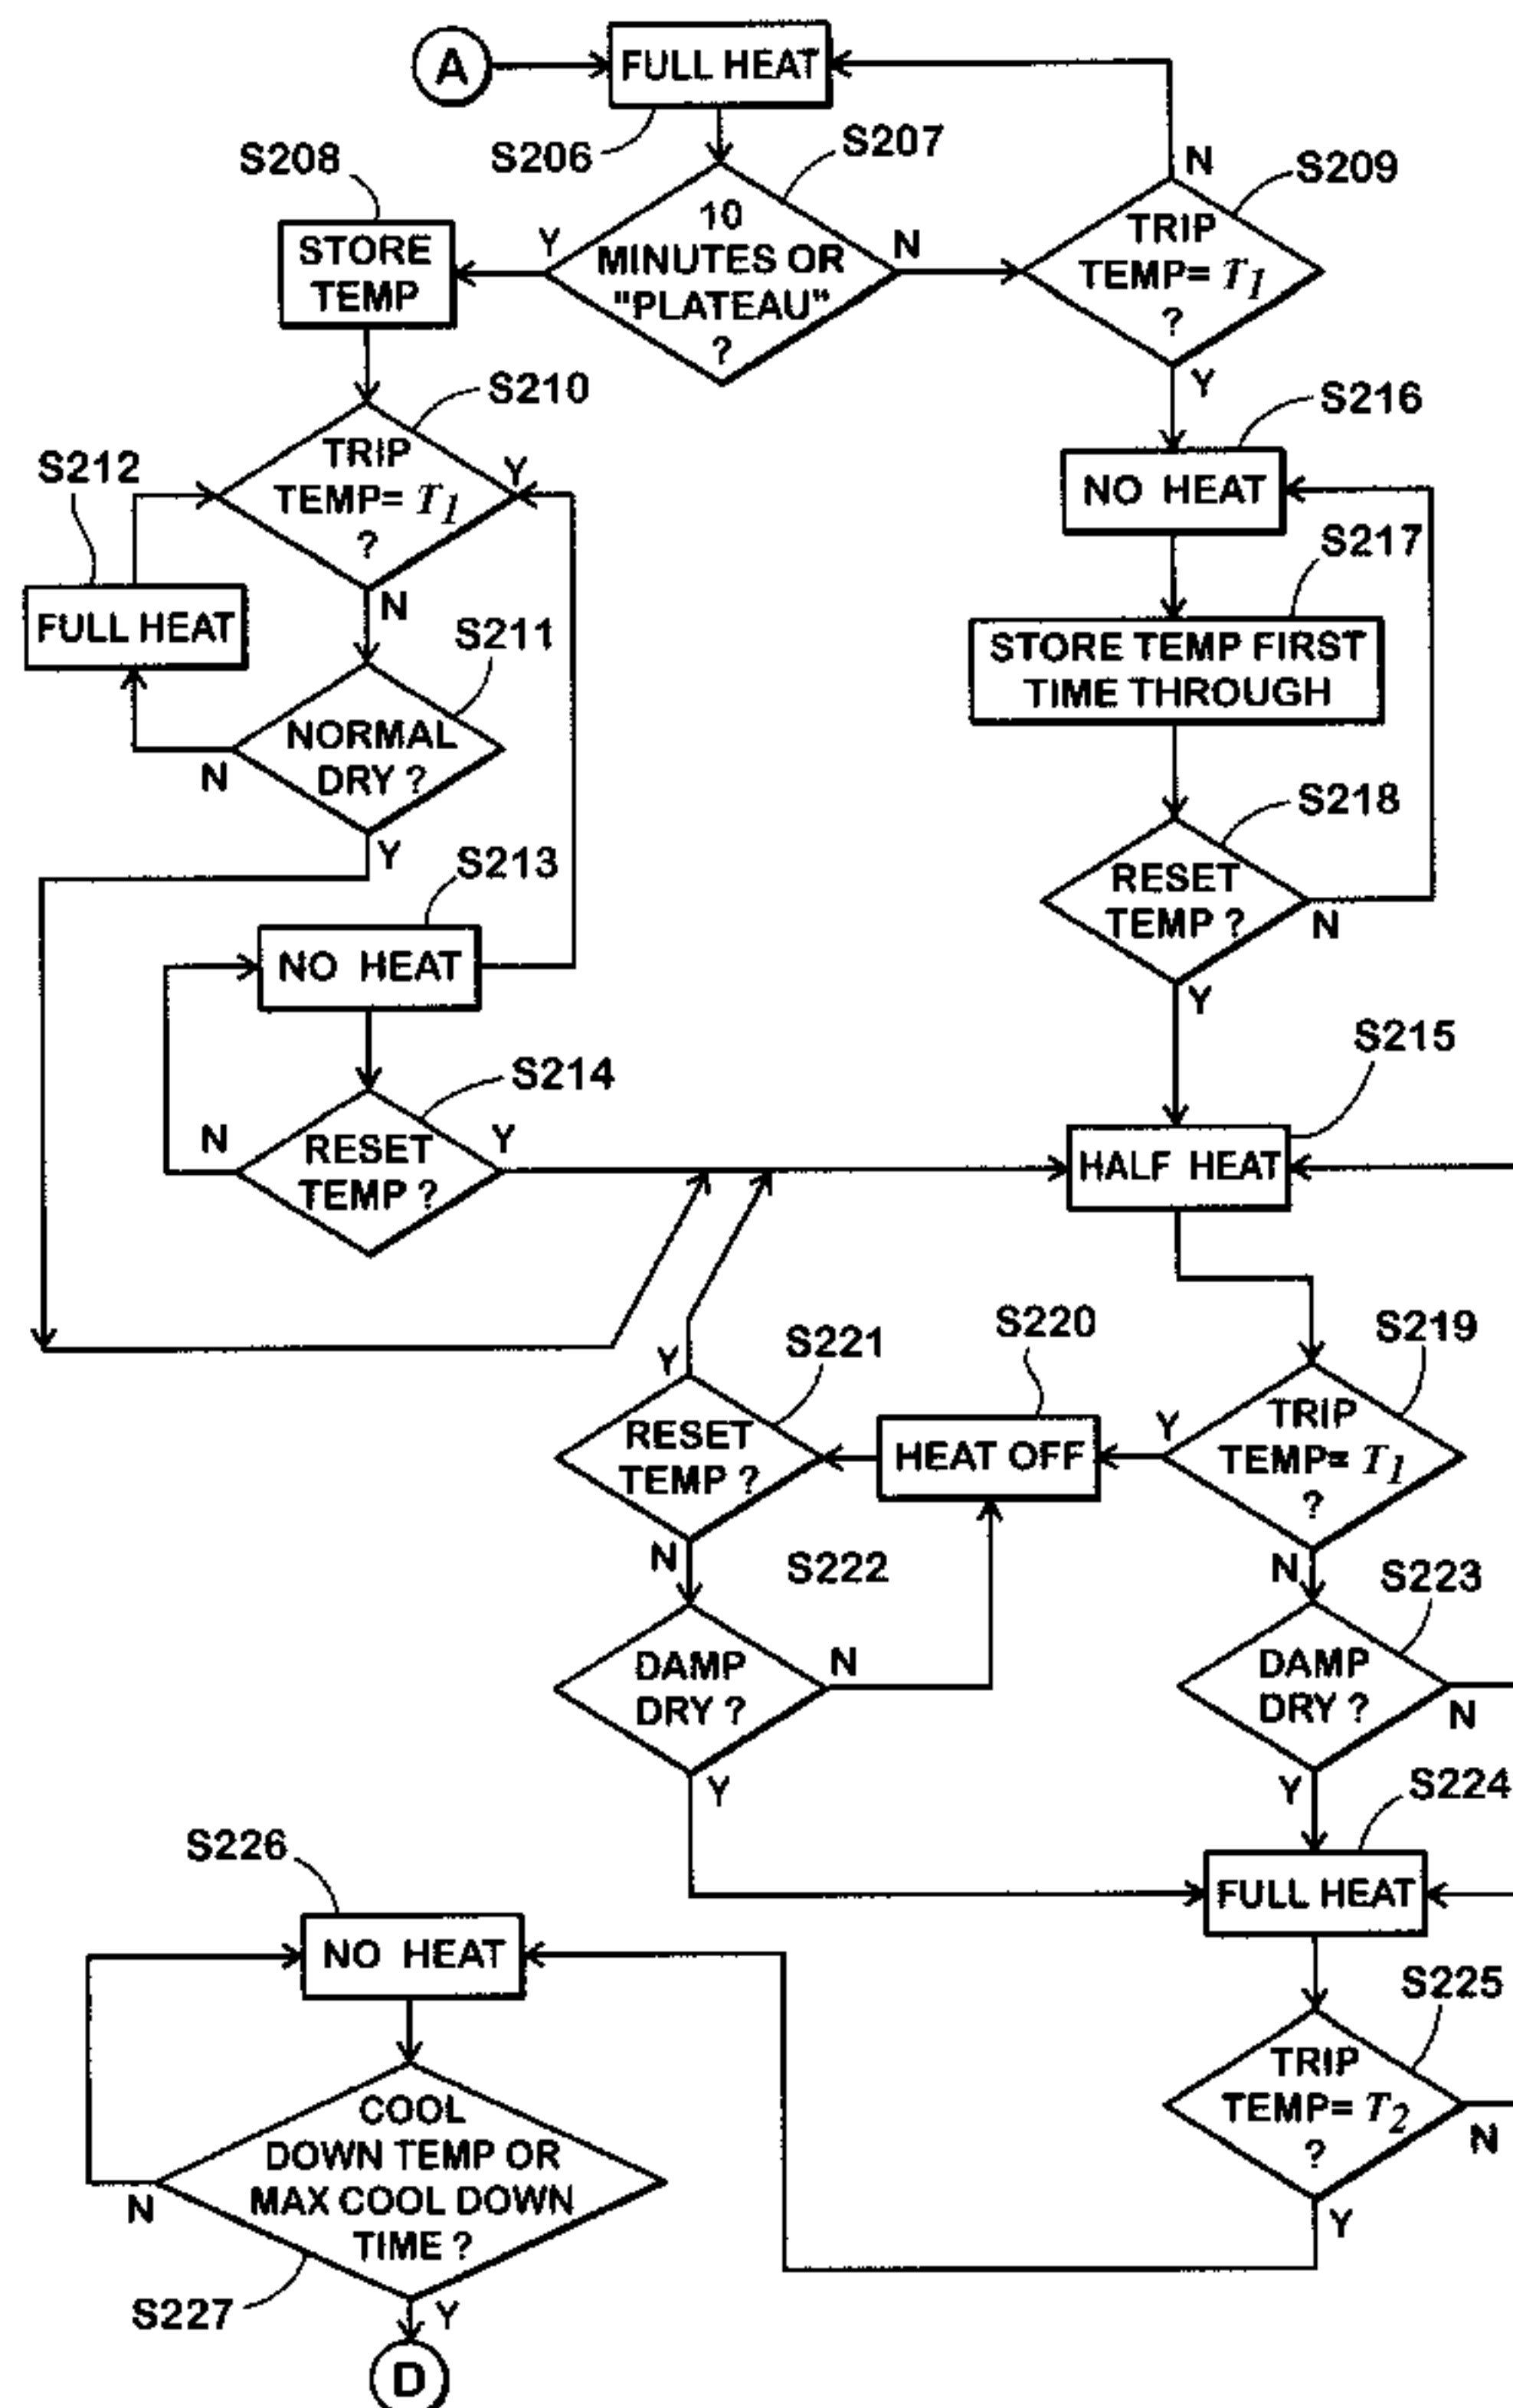 A
FULL HEAT
S206
S207
S208
S209
N
10
MINUTES OR
"PLATEAU"
?
Y
N
STORE
TEMP
TRIP
TEMP= T1
?
Y
S210
S216
TRIP
TEMP= T1
?
Y
N
S212
FULL HEAT
NO HEAT
S217
STORE TEMP FIRST
TIME THROUGH
S211
NORMAL
DRY ?
N
Y
S218
RESET
TEMP ?
N
Y
S213
NO HEAT
S214
RESET
TEMP ?
N
Y
S215
HALF HEAT
S219
TRIP
TEMP= T1
?
Y
N
S220
HEAT OFF
S221
Y
RESET
TEMP ?
N
S222
DAMP
DRY ?
N
Y
S223
DAMP
DRY ?
N
Y
S224
FULL HEAT
S225
TRIP
TEMP= T2
?
N
Y
S226
NO HEAT
COOL
DOWN TEMP OR
MAX COOL DOWN
TIME ?
N
S227
Y
D